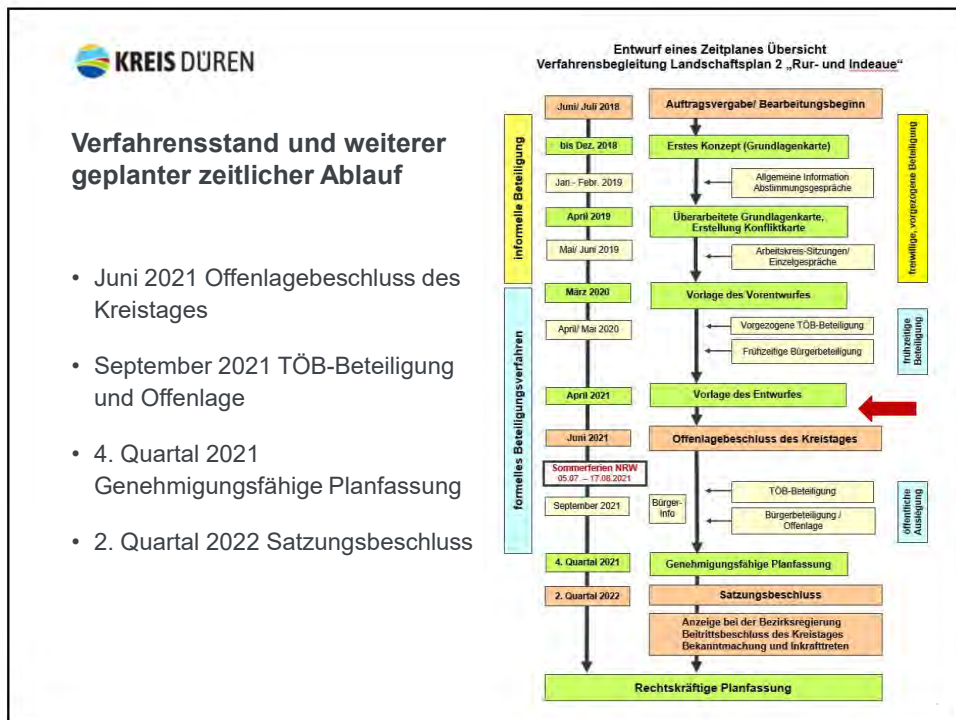 KREIS DÜREN
Verfahrensstand und weiterer
geplanter zeitlicher Ablauf
• Juni 2021 Offenlagebeschluss des
Kreistages
• September 2021 TÖB-Beteiligung
und Offenlage
• 4. Quartal 2021
Genehmigungsfähige Planfassung
• 2. Quartal 2022 Satzungsbeschluss
Entwurf eines Zeitplanes Übersicht
Verfahrensbegleitung Landschaftsplan 2 „Rur- und Indeaue“
informelle Beteiligung
formelles Beteiligungsverfahren
Juni/ Juli 2018
Auftragsvergabe/ Bearbeitungsbeginn
bis Dez. 2018
Erstes Konzept (Grundlagenkarte)
Jan.- Febr. 2019
Allgemeine Information
Abstimmungsgespräche
April 2019
Überarbeitete Grundlagenkarte,
Erstellung Konfliktkarte
Mai/ Juni 2019
Arbeitskreis-Sitzungen/
Einzelgespräche
März 2020
Vorlage des Vorentwurfes
April/ Mai 2020
Vorgezogene TÖB-Beteiligung
Frühzeitige Bürgerbeteiligung
April 2021
Vorlage des Entwurfes
Juni 2021
Offenlagebeschluss des Kreistages
Sommerferien NRW
05.07. – 17.08.2021
September 2021
Bürger-
info
TÖB-Beteiligung
Bürgerbeteiligung /
Offenlage
4. Quartal 2021
Genehmigungsfähige Planfassung
2. Quartal 2022
Satzungsbeschluss
Anzeige bei der Bezirksregierung
Beitrittsbeschluss des Kreistages
Bekanntmachung und Inkrafttreten
Rechtskräftige Planfassung
freiwillige, vorgezogene Beteiligung
frühzeitige
Beteiligung
öffentliche
Auslegung